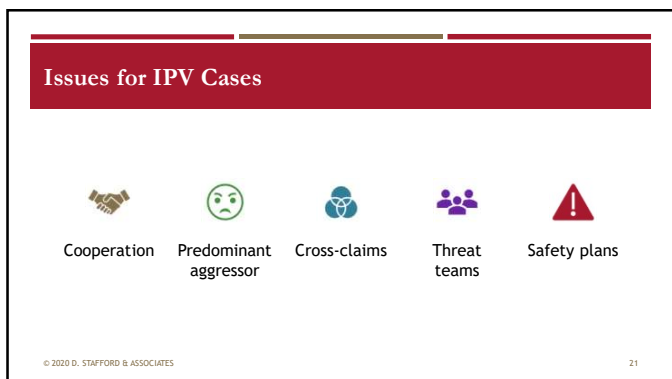 Issues for IPV Cases
Cooperation
Predominant
aggressor
Cross-claims
Threat
teams
Safety plans
© 2020 D. STAFFORD & ASSOCIATES
21